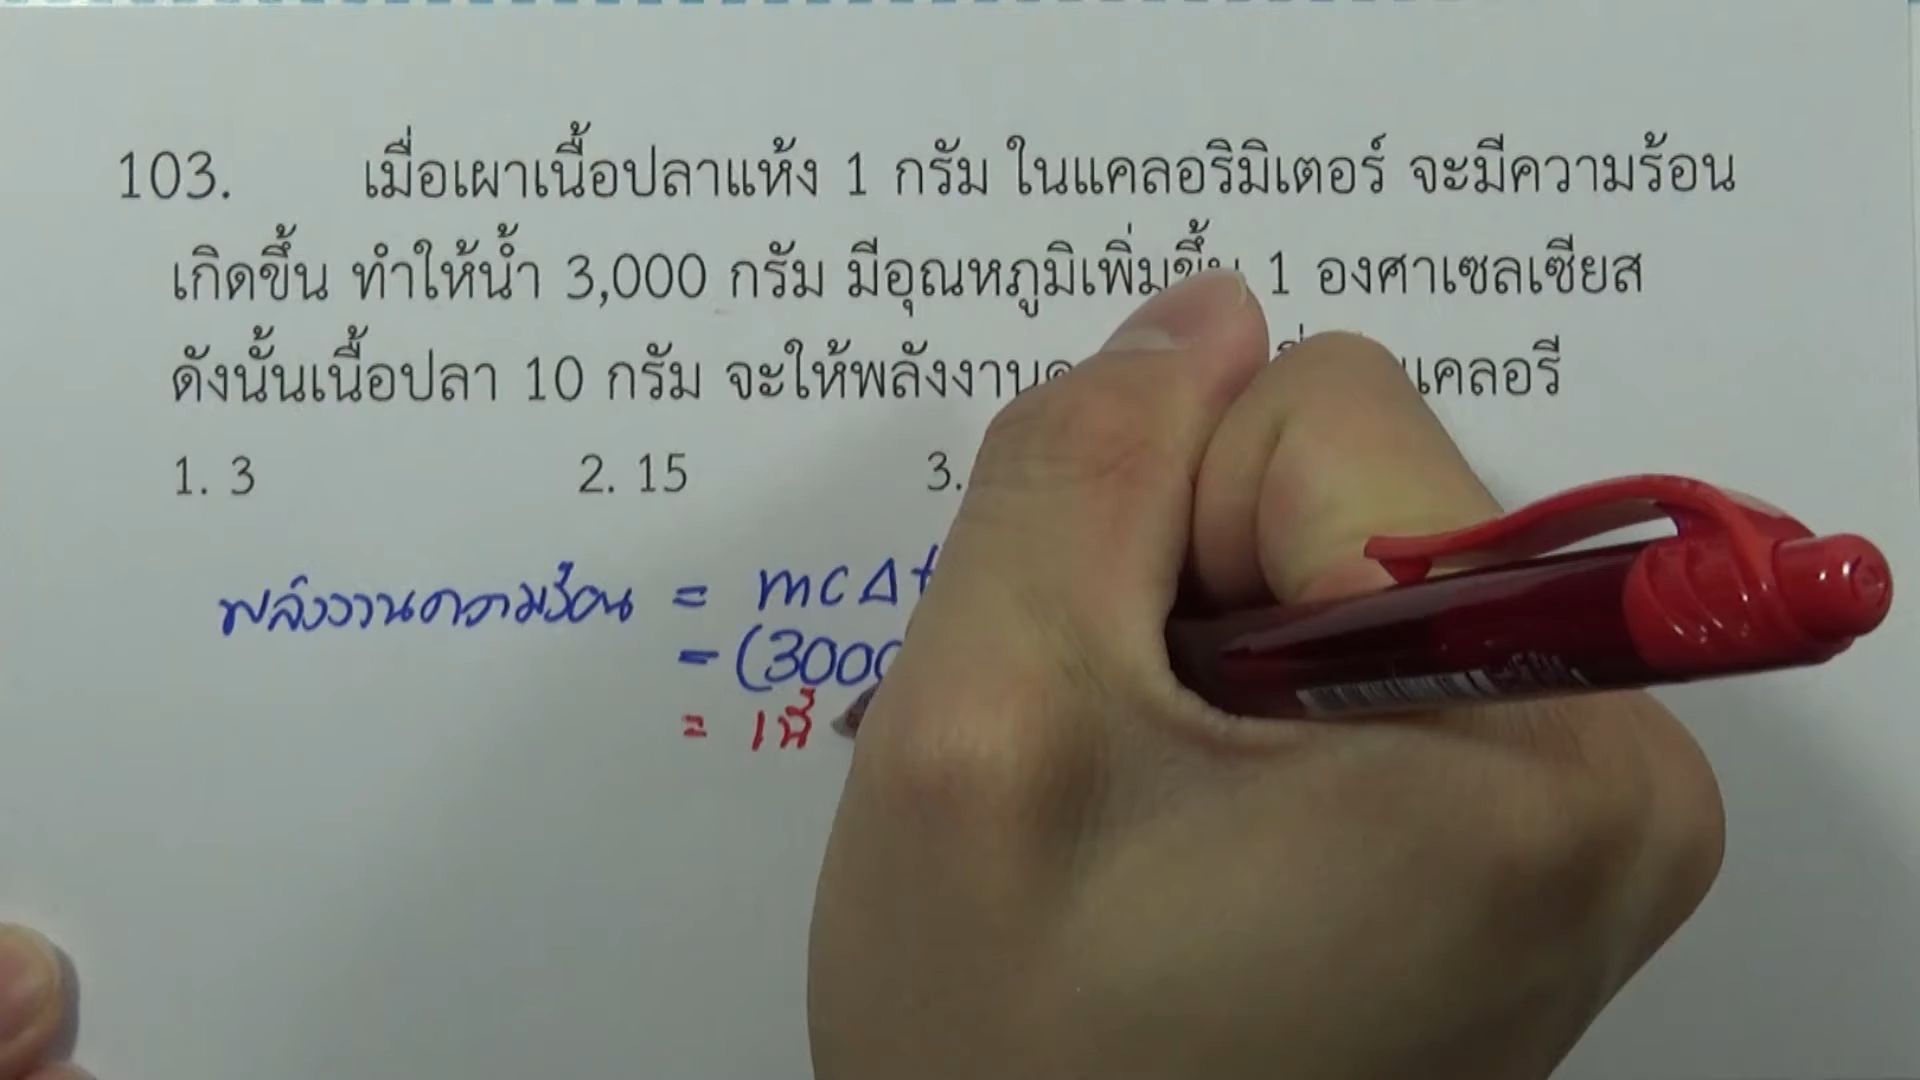 103. เมื่อเผาเนื้อปลาแห้ง 1 กรัม ในแคลอริมิเตอร์ จะมีความร้อน
เกิดขึ้น ทำให้น้ำ 3,000 กรัม มีอุณหภูมิเพิ่มขึ้น 1 องศาเซลเซียส
ดังนั้นเนื้อปลา 10 กรัม จะให้พลังงาน แคลอรี
1. 3 2. 15 3.
พลังงานความร้อน = mcΔt
= (3000
= เนื้